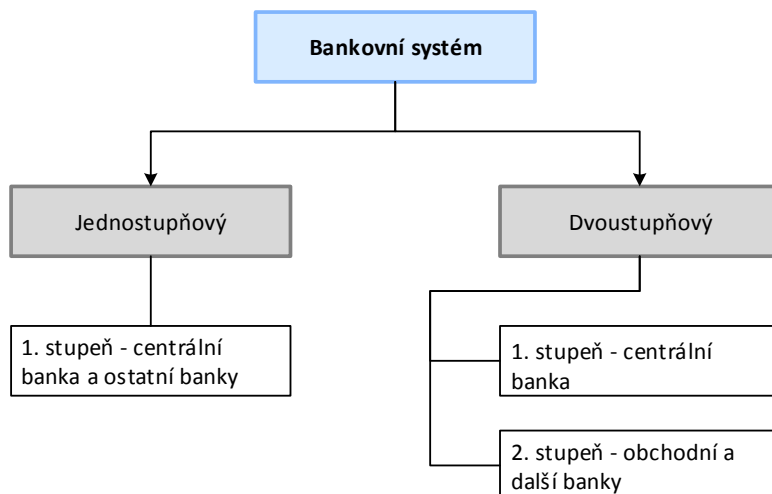 Bankovní systém
Jednostupňový
Dvoustupňový
1. stupeň - centrální
banka a ostatní banky
1. stupeň - centrální
banka
2. stupeň - obchodní a
další banky